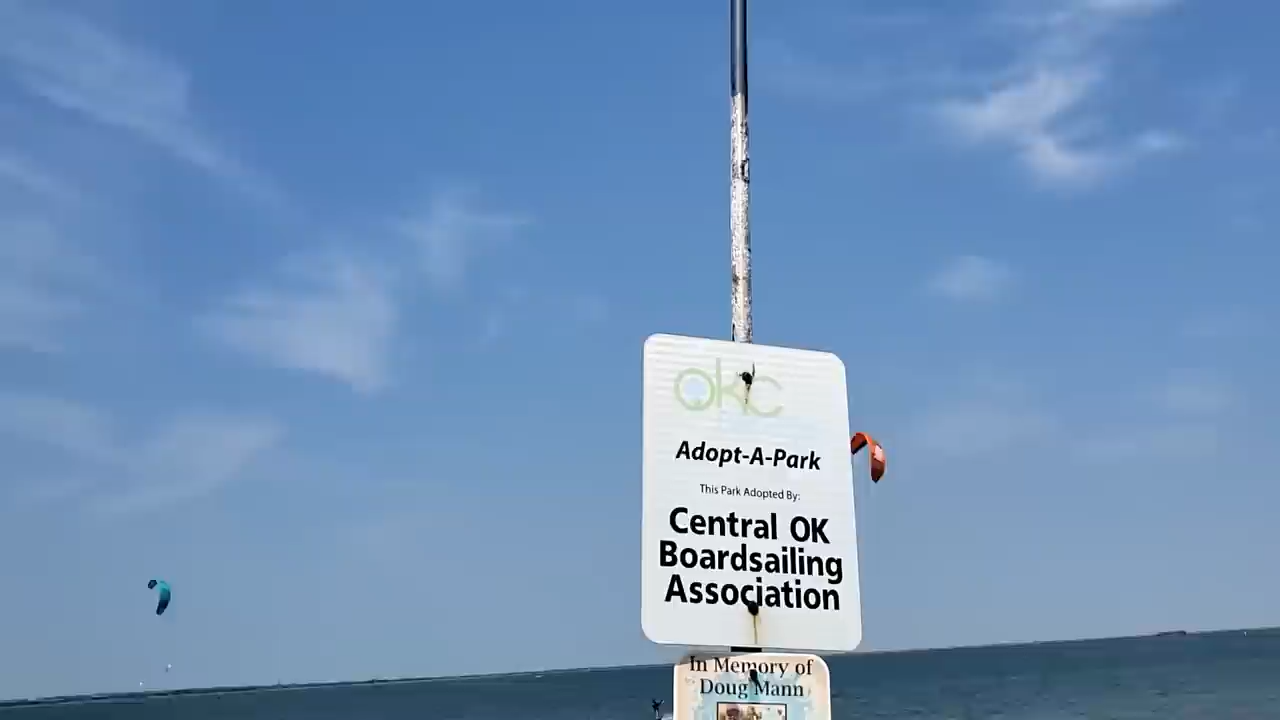 okc
Adopt-A-Park
This Park Adopted By:
Central OK
Boardsailing
Association
In Memory of
Doug Mann